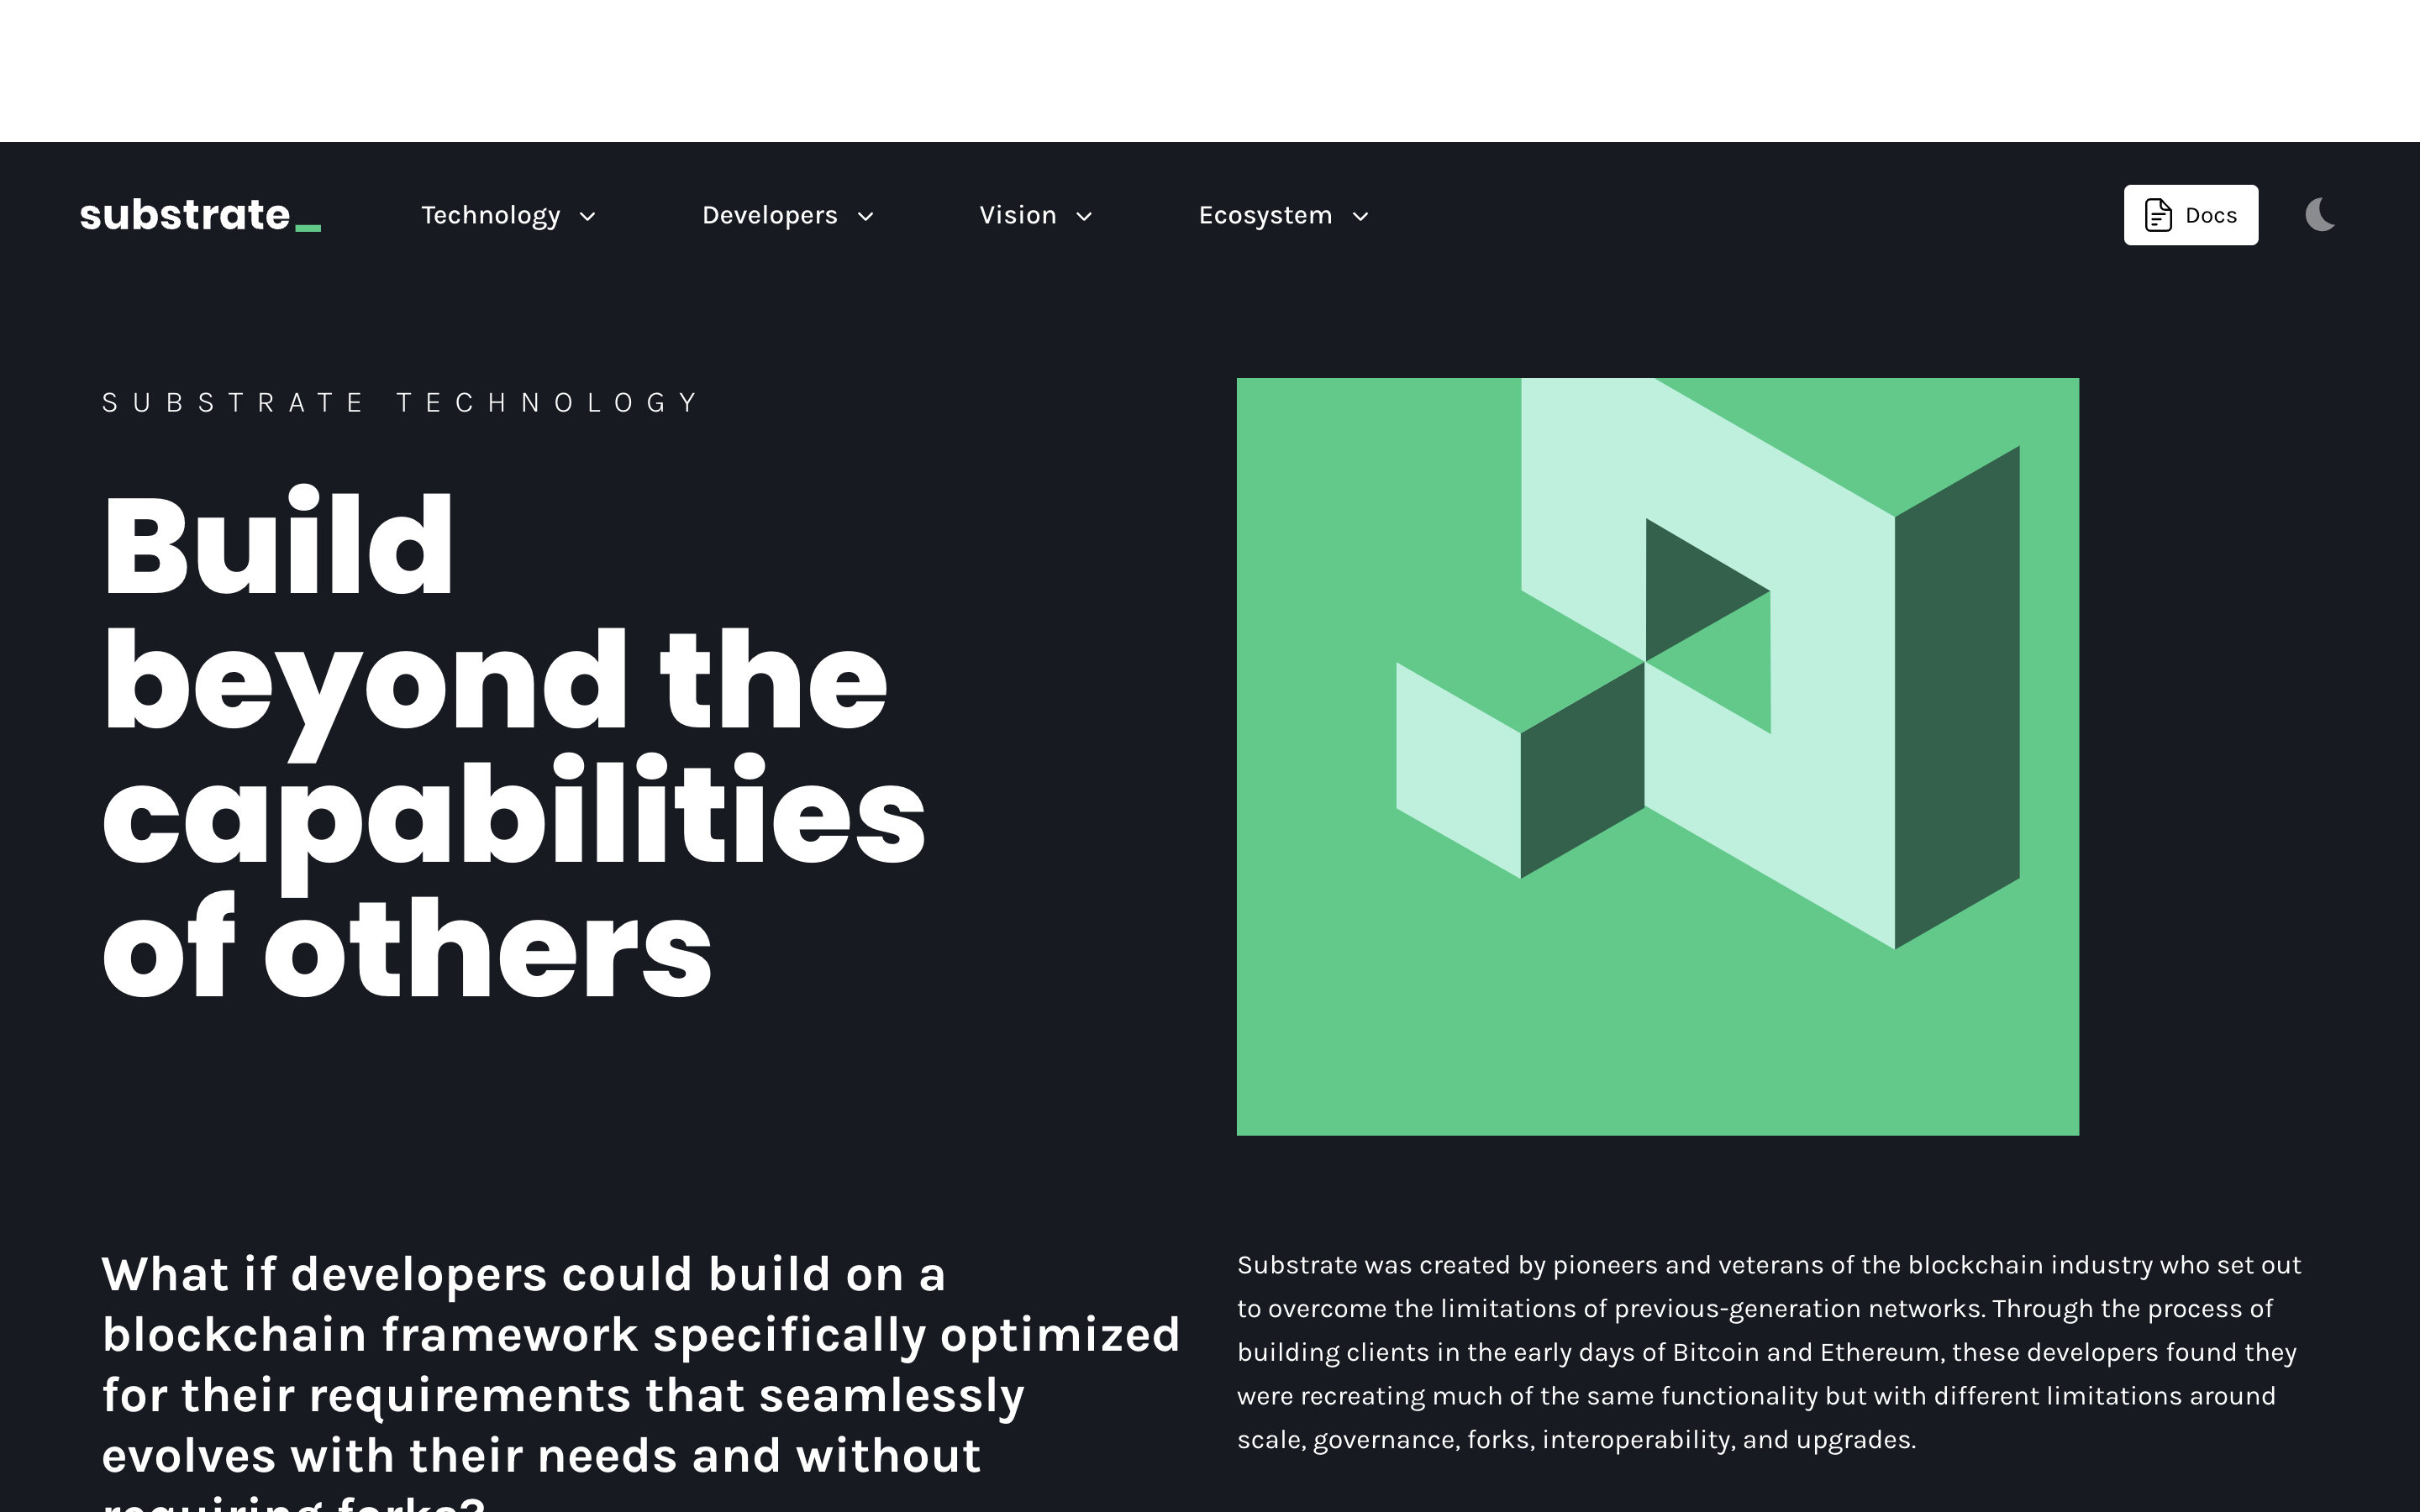 substrate_
Technology
Developers
Vision
Ecosystem
Docs
SUBSTRATE TECHNOLOGY
Build
beyond the
capabilities
of others
What if developers could build on a
blockchain framework specifically optimized
for their requirements that seamlessly
evolves with their needs and without
requiring forks?
Substrate was created by pioneers and veterans of the blockchain industry who set out
to overcome the limitations of previous-generation networks. Through the process of
building clients in the early days of Bitcoin and Ethereum, these developers found they
were recreating much of the same functionality but with different limitations around
scale, governance, forks, interoperability, and upgrades.